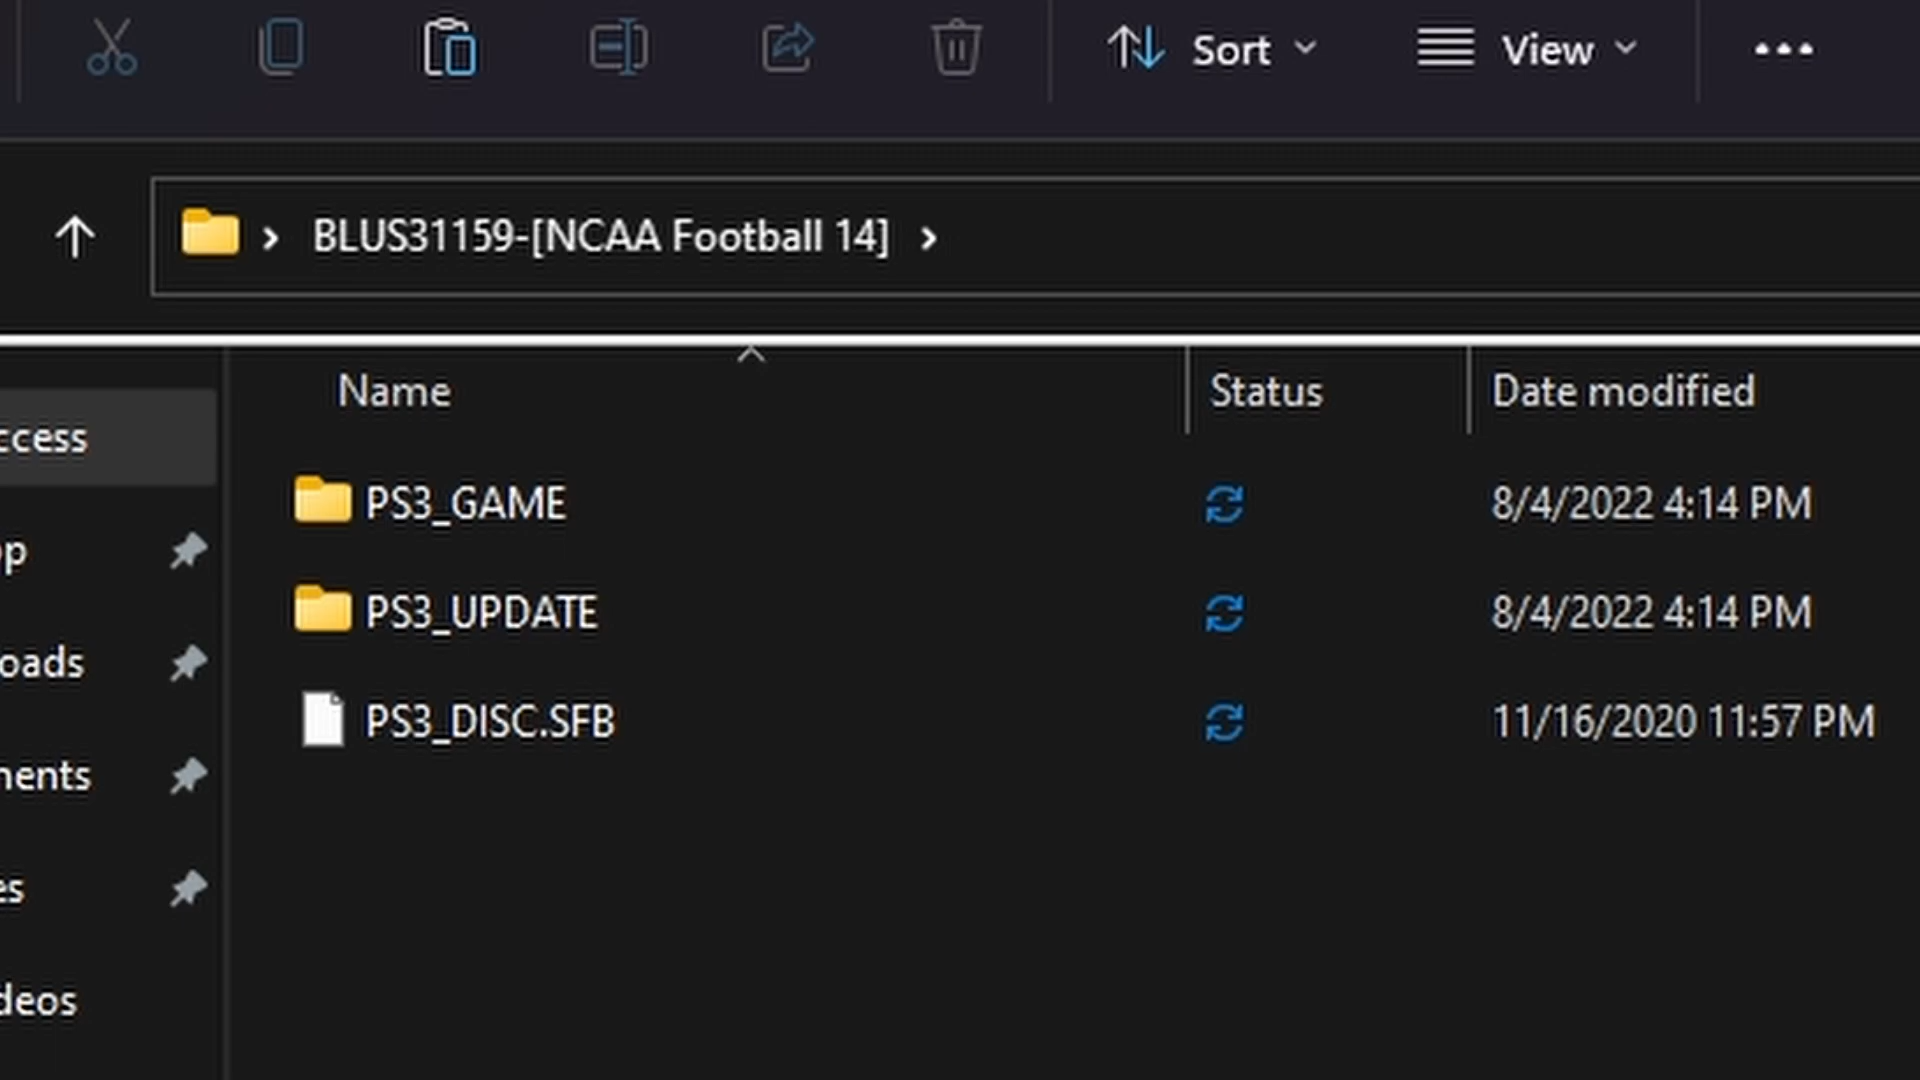 Sort
View
BLUS31159-[NCAA Football 14]
Name
Status
Date modified
ccess
PS3_GAME
8/4/2022 4:14 PM
op
PS3_UPDATE
8/4/2022 4:14 PM
oads
PS3_DISC.SFB
11/16/2020 11:57 PM
nents
es
deos